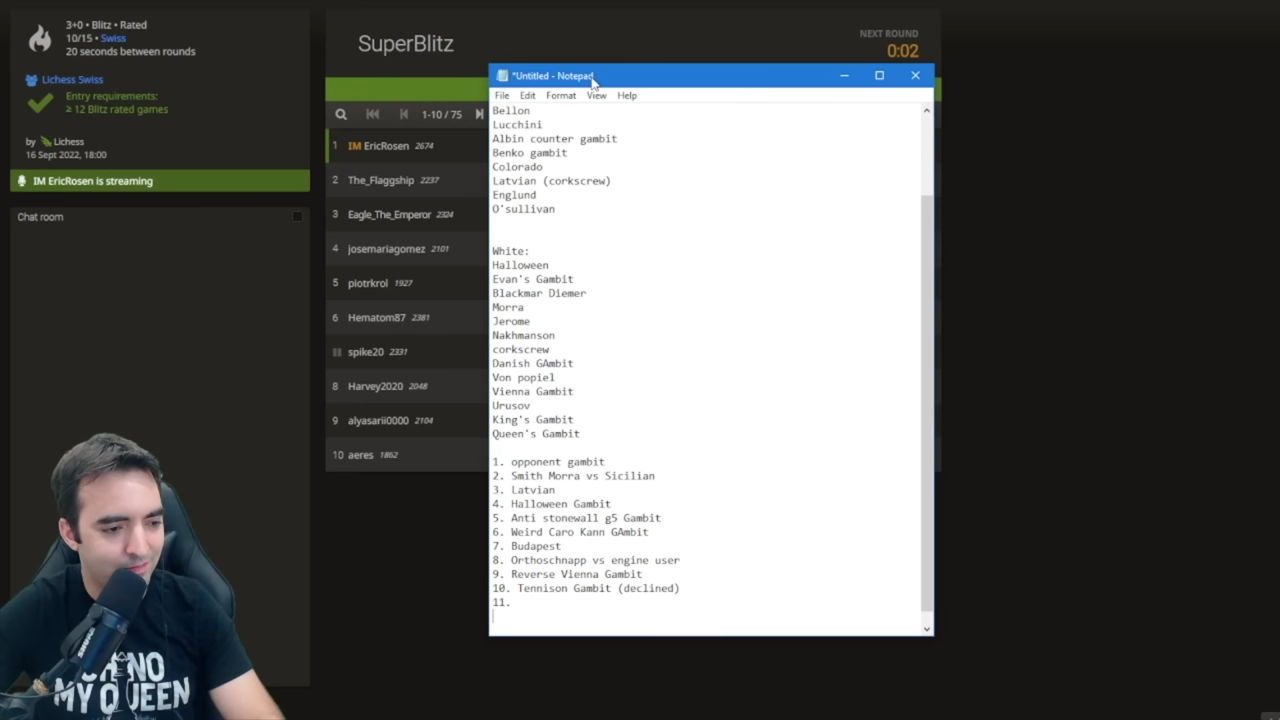 3+0 • Blitz • Rated
10/15 • Swiss
20 seconds between rounds
Lichess Swiss
Entry requirements:
≥ 12 Blitz rated games
by Lichess
16 Sept 2022, 18:00
IM EricRosen is streaming
Chat room
SuperBlitz
NEXT ROUND
0:02
1-10 / 75
1 IM EricRosen 2674
2 The_Flaggship 2237
3 Eagle_The_Emperor 2324
4 josemariagomez 2101
5 piotrkrol 1927
6 Hematom87 2381
spike20 2331
8 Harvey2020 2048
9 alyasarii0000 2104
10 aeres 1862
*Untitled - Notepad
File Edit Format View Help
Bellon
Lucchini
Albin counter gambit
Benko gambit
Colorado
Latvian (corkscrew)
Englund
O'sullivan
White:
Halloween
Evan's Gambit
Blackmar Diemer
Morra
Jerome
Nakhmanson
corkscrew
Danish GAmbit
Von popiel
Vienna Gambit
Urusov
King's Gambit
Queen's Gambit
1. opponent gambit
2. Smith Morra vs Sicilian
3. Latvian
4. Halloween Gambit
5. Anti stonewall g5 Gambit
6. Weird Caro Kann GAmbit
7. Budapest
8. Orthoschnapp vs engine user
9. Reverse Vienna Gambit
10. Tennison Gambit (declined)
11.
SHURE
OH NO
MY QUEEN